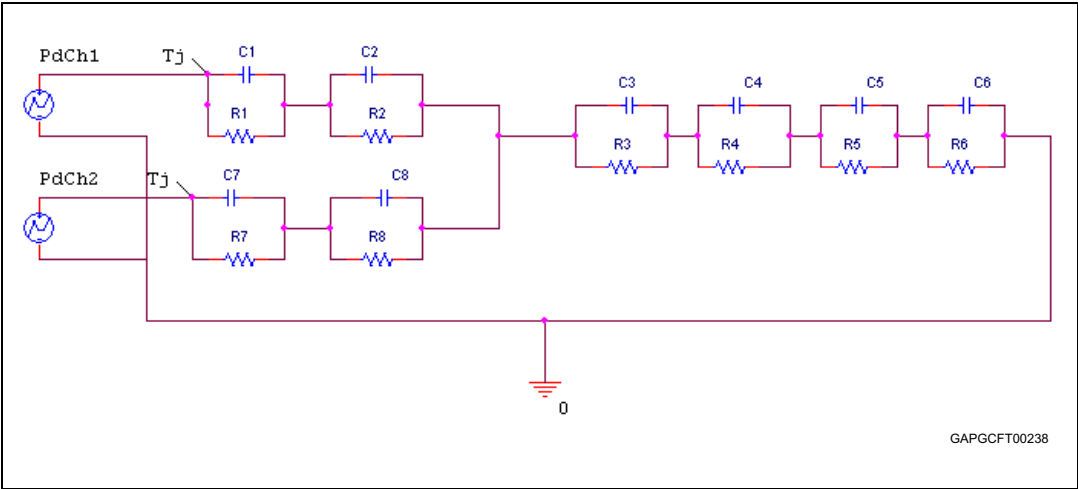 PdCh1 Tj C1 C2
R1 R2
C3 C4 C5 C6
R3 R4 R5 R6
PdCh2 Tj C7 C8
R7 R8
0
GAPGCFT00238